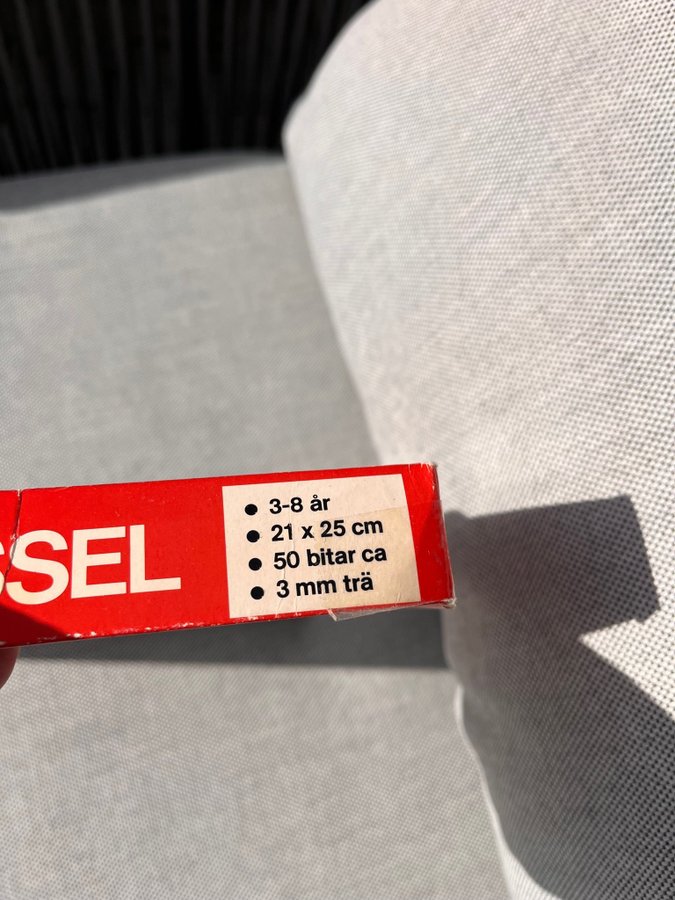 SSEL
• 3-8 år
• 21 x 25 cm
• 50 bitar ca
• 3 mm trä